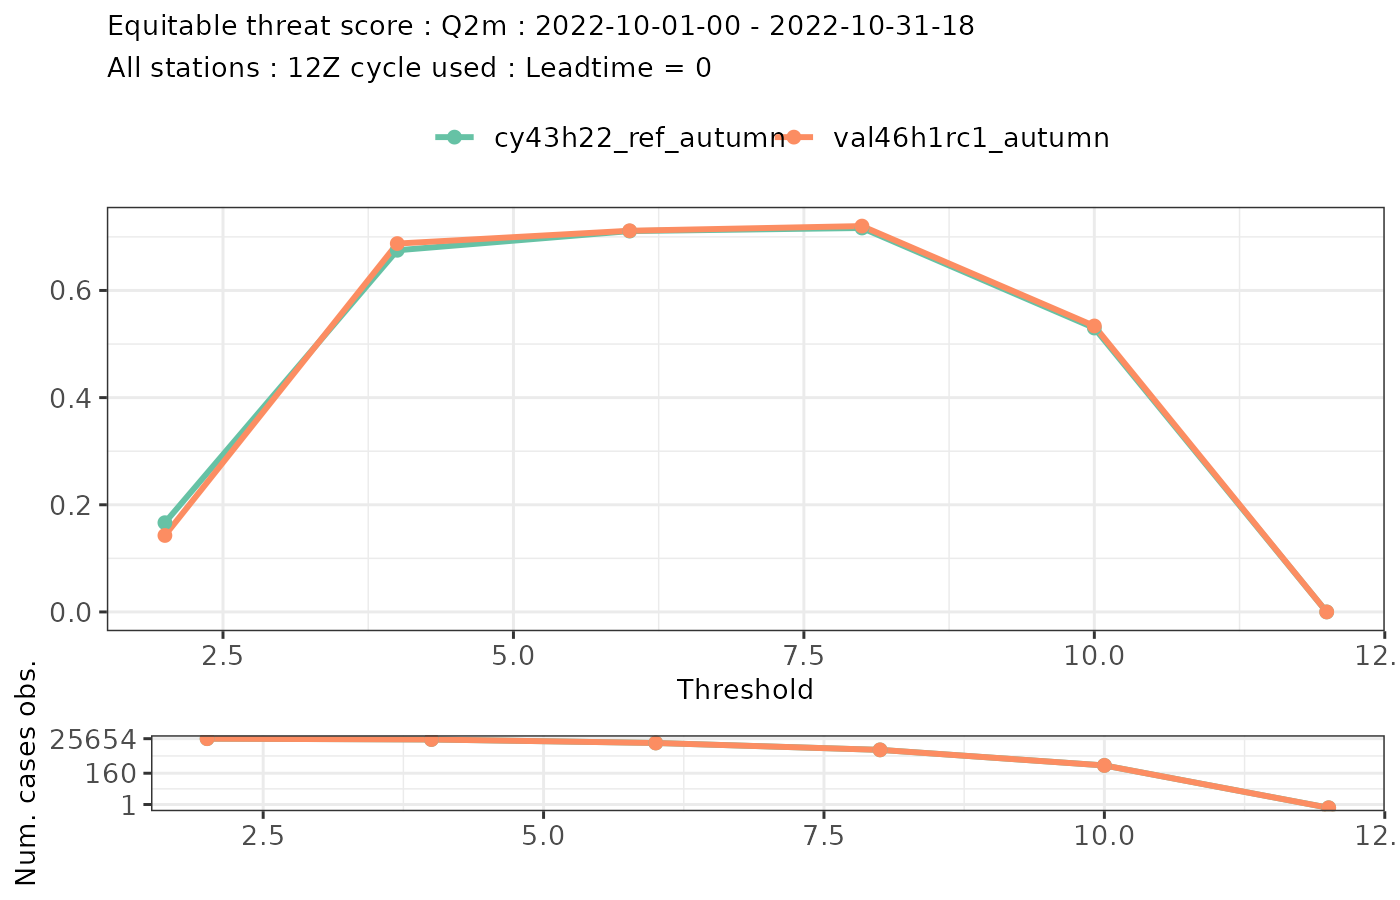 Equitable threat score : Q2m : 2022-10-01-00 - 2022-10-31-18
All stations : 12Z cycle used : Leadtime = 0
cy43h22_ref_autumn val46h1rc1_autumn
0.6
0.4
0.2
0.0
2.5 5.0 7.5 10.0 12.
Threshold
Num. cases obs.
25654
160
1
2.5 5.0 7.5 10.0 12.